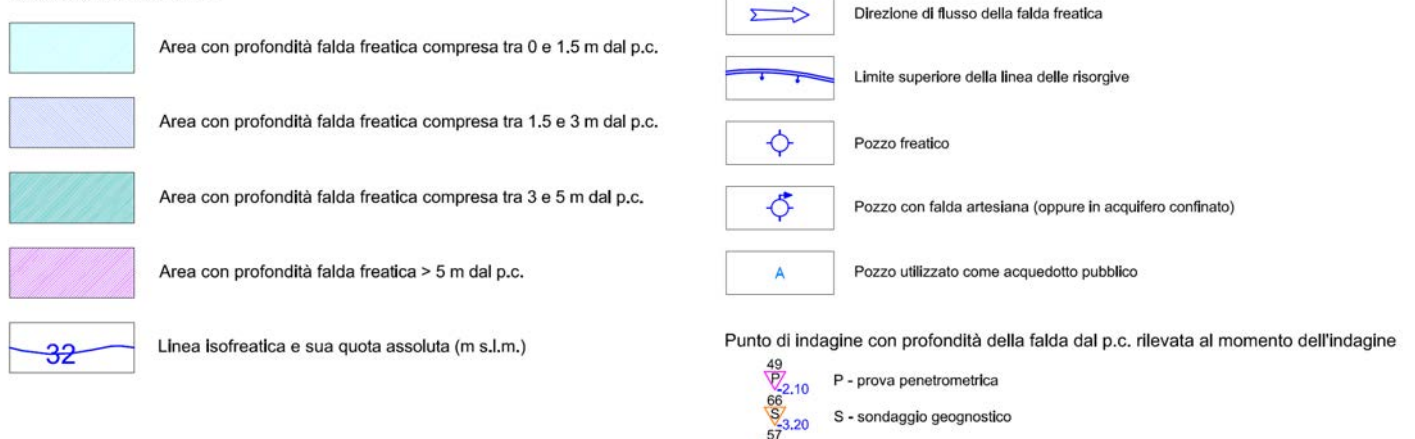 Area con profondità falda freatica compresa tra 0 e 1.5 m dal p.c.
Area con profondità falda freatica compresa tra 1.5 e 3 m dal p.c.
Area con profondità falda freatica compresa tra 3 e 5 m dal p.c.
Area con profondità falda freatica > 5 m dal p.c.
32
Linea isofreatica e sua quota assoluta (m s.l.m.)
Direzione di flusso della falda freatica
Limite superiore della linea delle risorgive
Pozzo freatico
Pozzo con falda artesiana (oppure in acquifero confinato)
A
Pozzo utilizzato come acquedotto pubblico
Punto di indagine con profondità della falda dal p.c. rilevata al momento dell'indagine
49
P
-2.10
P - prova penetrometrica
66
S
-3.20
S - sondaggio geognostico
57